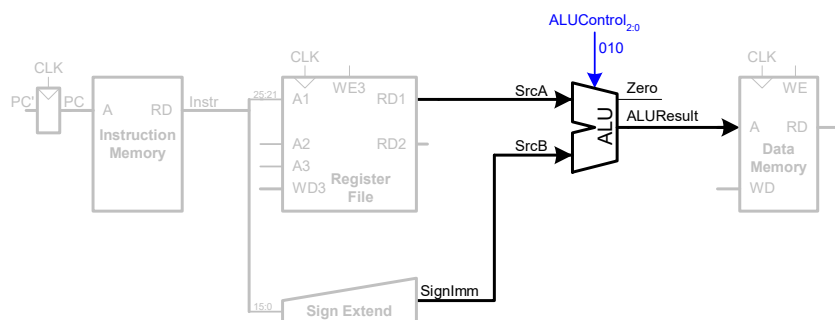 ALUControl2:0
010
CLK
CLK
CLK
PC'
PC
A
RD
Instr
Instruction
Memory
25:21
A1
WE3
RD1
A2
RD2
A3
WD3
Register
File
SrcA
SrcB
ALU
Zero
ALUResult
WE
A
RD
Data
Memory
WD
15:0
Sign Extend
SignImm